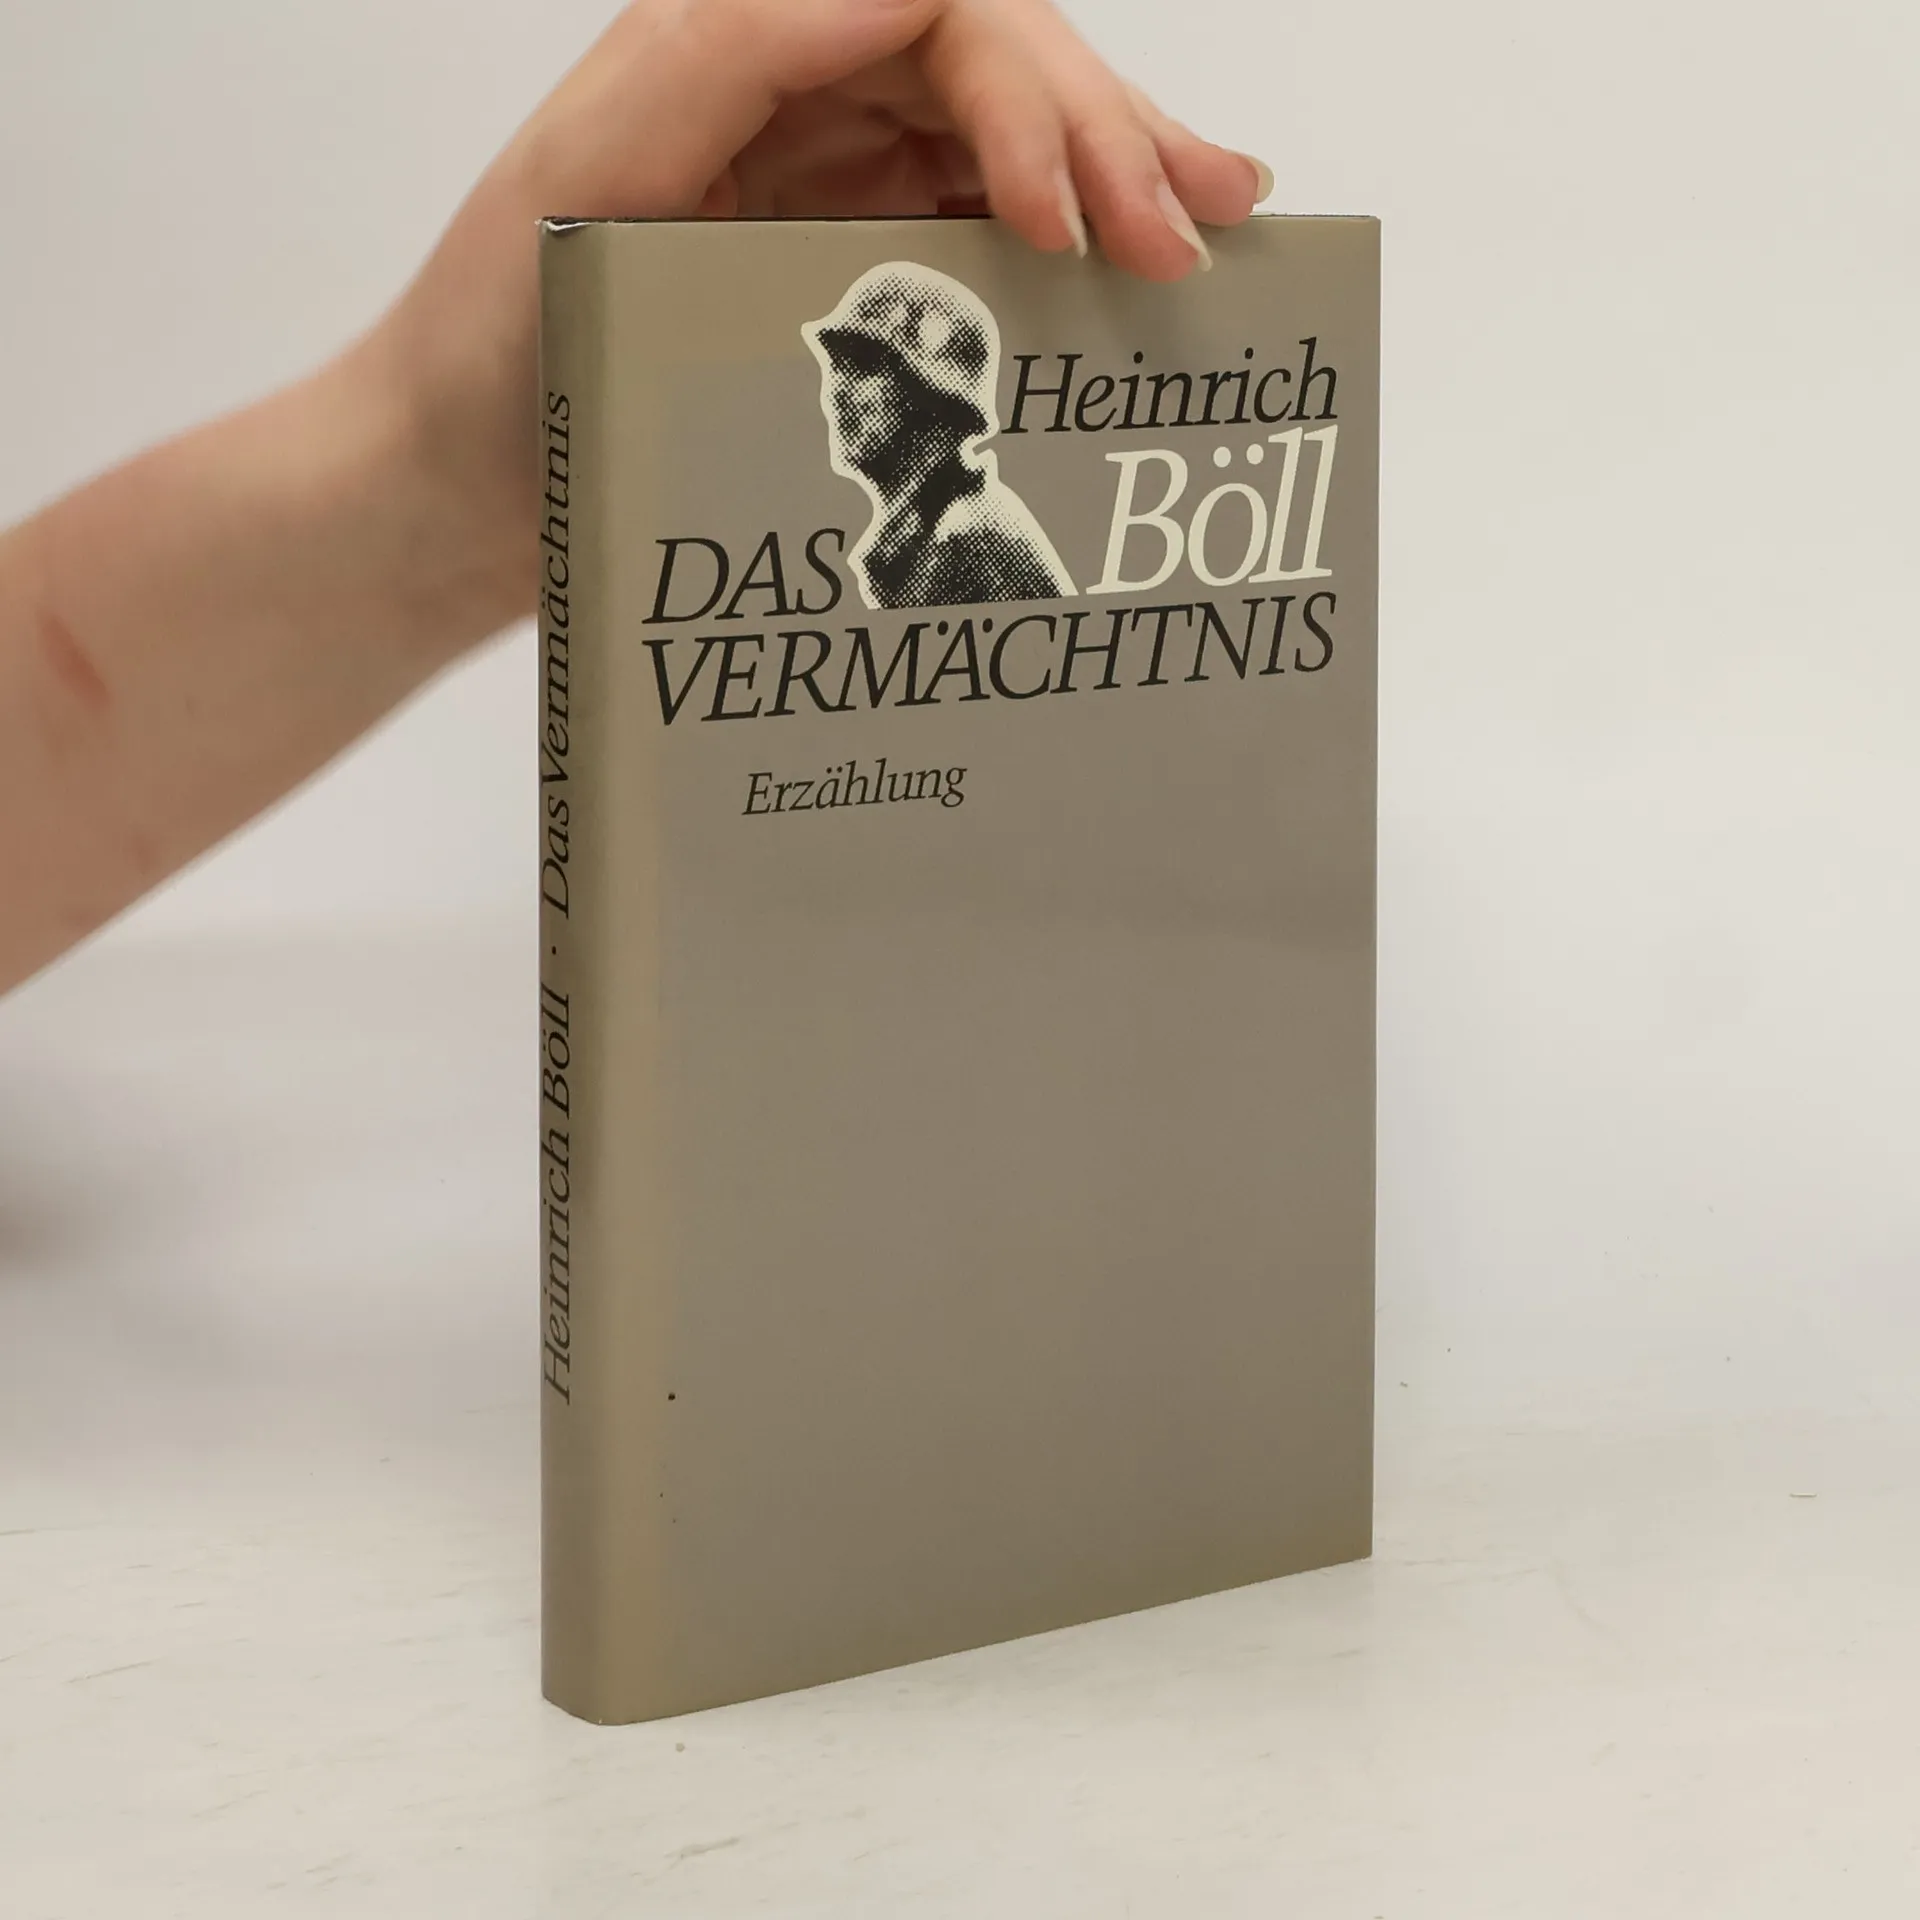 Heinrich
Böll
DAS
VERMÄCHTNIS
Erzählung
Heinrich Böll · Das Vermächtnis